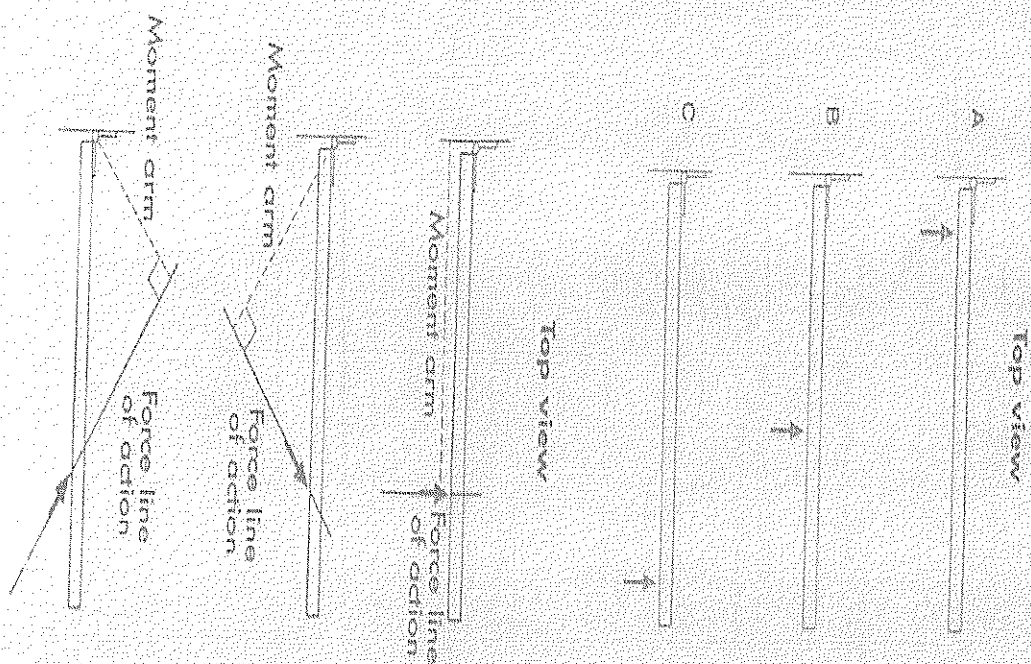 Top view
A
B
C
Top view
Moment arm
Force line
of action
Moment arm
Force line
of action
Moment arm
Force line
of action